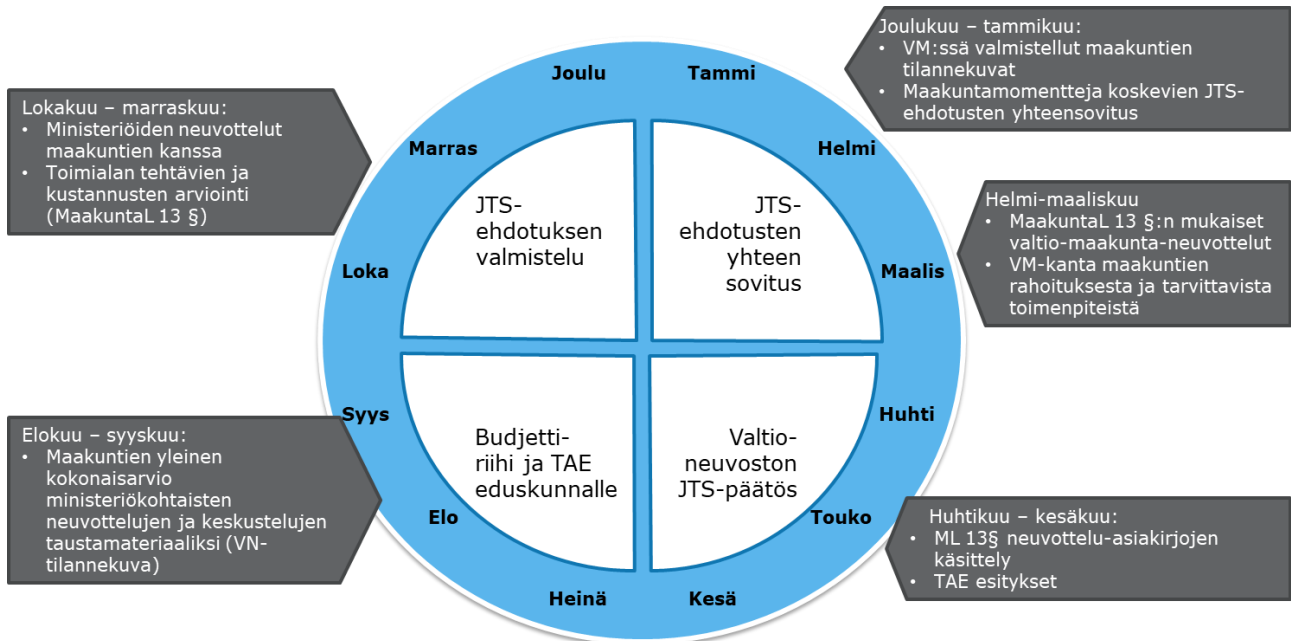 Joulukuu – tammikuu:
• VM:ssä valmistellut maakuntien
tilannekuvat
• Maakuntamomentteja koskevien JTS-
ehdotusten yhteensovitus
Joulu
Tammi
Lokakuu – marraskuu:
• Ministeriöiden neuvottelut
maakuntien kanssa
• Toimialan tehtävien ja
kustannusten arviointi
(MaakuntaL 13 §)
Marras
Helmi
JTS-
ehdotuksen
valmistelu
JTS-
ehdotusten
yhteen
sovitus
Helmi-maaliskuu
• MaakuntaL 13 §:n mukaiset
valtio-maakunta-neuvottelut
• VM-kanta maakuntien
rahoituksesta ja tarvittavista
toimenpiteistä
Loka
Maalis
Syys
Huhti
Elokuu – syyskuu:
• Maakuntien yleinen
kokonaisarvio
ministeriökohtaisten
neuvottelujen ja keskustelujen
taustamateriaaliksi (VN-
tilannekuva)
Budjetti-
riihi ja TAE
eduskunnalle
Valtio-
neuvoston
JTS-päätös
Elo
Touko
Huhtikuu – kesäkuu:
• ML 13§ neuvottelu-asiakirjojen
käsittely
• TAE esitykset
Heinä
Kesä